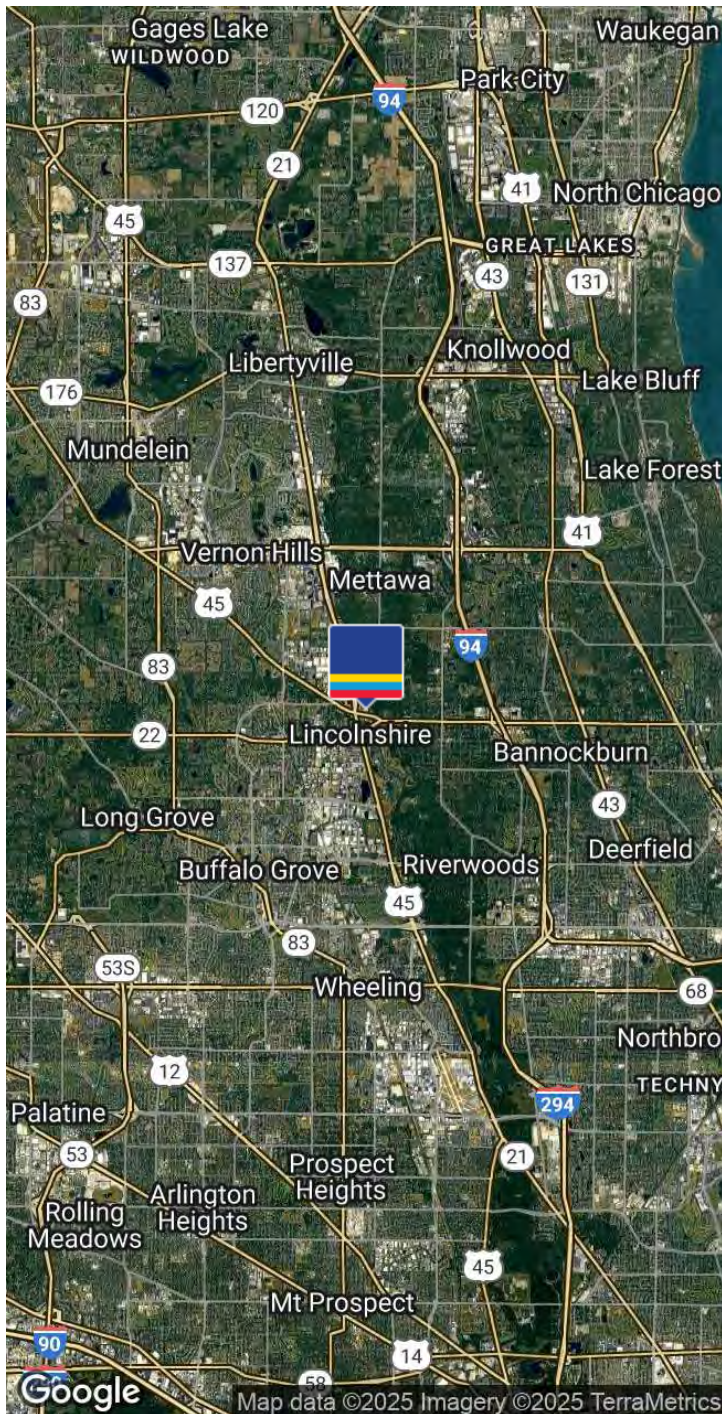 Gages Lake
WILDWOOD
Waukegan
Park City
94
120
21
41
45
North Chicago
GREAT LAKES
137
43
131
83
Knollwood
Libertyville
Lake Bluff
176
Mundelein
Lake Forest
41
Vernon Hills
Mettawa
45
94
83
22
Lincolnshire
Bannockburn
43
Long Grove
Deerfield
Buffalo Grove
Riverwoods
45
83
53S
Wheeling
68
Northbro
12
TECHNY
Palatine
294
53
21
Prospect
Heights
Arlington
Heights
Rolling
Meadows
45
Mt Prospect
90
14
58
Google
Map data ©2025 Imagery ©2025 TerraMetrics